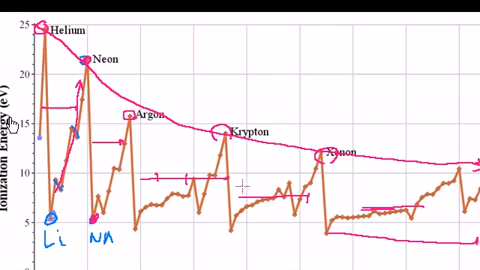 25
Helium
Neon
20
Argon
15
Krypton
Xenon
10
5
Ionization Energy (eV)
Li
NA